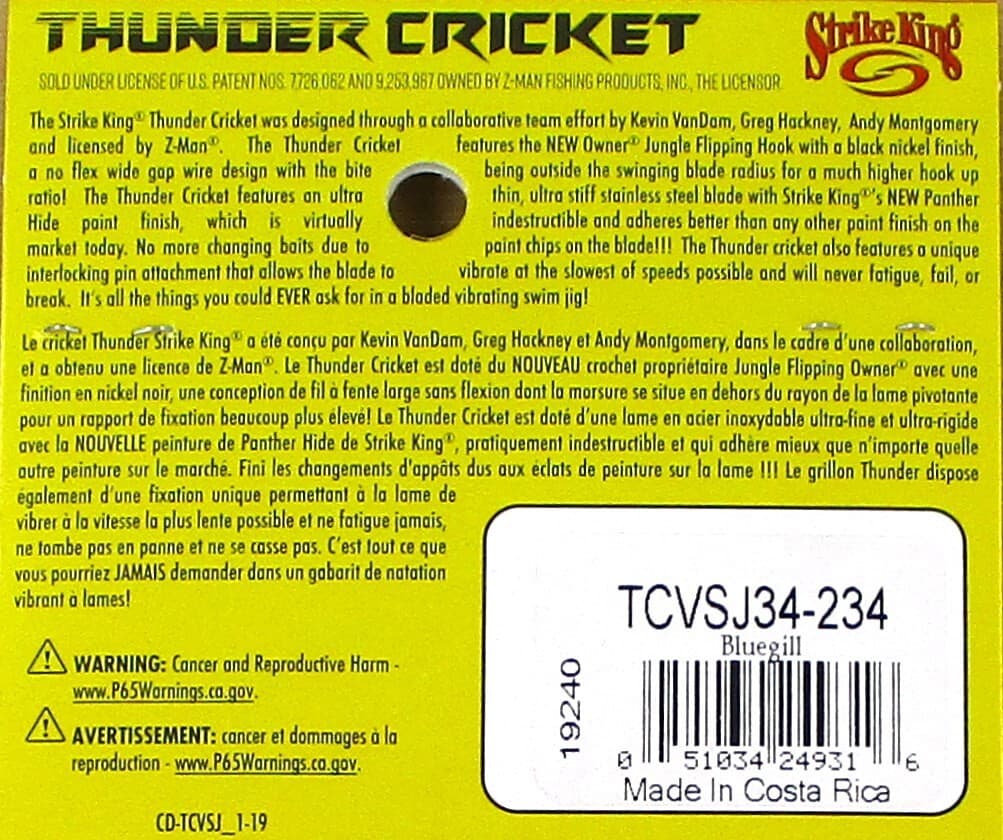 THUNDER CRICKET
Strike King
SOLD UNDER LICENSE OF U.S. PATENT NOS. 7,726,062 AND 9,253,967 OWNED BY Z-MAN FISHING PRODUCTS, INC., THE LICENSOR
The Strike King® Thunder Cricket was designed through a collaborative team effort by Kevin VanDam, Greg Hackney, Andy Montgomery
and licensed by Z-Man®. The Thunder Cricket features the NEW Owner® Jungle Flipping Hook with a black nickel finish,
a no flex wide gap wire design with the bite being outside the swinging blade radius for a much higher hook up
ratio! The Thunder Cricket features an ultra thin, ultra stiff stainless steel blade with Strike King®'s NEW Panther
Hide paint finish, which is virtually indestructible and adheres better than any other paint finish on the
market today. No more changing baits due to paint chips on the blade!!! The Thunder cricket also features a unique
interlocking pin attachment that allows the blade to vibrate at the slowest of speeds possible and will never fatigue, fail, or
break. It's all the things you could EVER ask for in a bladed vibrating swim jig!
Le cricket Thunder Strike King® a été conçu par Kevin VanDam, Greg Hackney et Andy Montgomery, dans le cadre d'une collaboration,
et a obtenu une licence de Z-Man®. Le Thunder Cricket est doté du NOUVEAU crochet propriétaire Jungle Flipping Owner® avec une
finition en nickel noir, une conception de fil à fente large sans flexion dont la morsure se situe en dehors du rayon de la lame pivotante
pour un rapport de fixation beaucoup plus élevé! Le Thunder Cricket est doté d'une lame en acier inoxydable ultra-fine et ultra-rigide
avec la NOUVELLE peinture de Panther Hide de Strike King®, pratiquement indestructible et qui adhère mieux que n'importe quelle
autre peinture sur le marché. Fini les changements d'appâts dus aux éclats de peinture sur la lame !!! Le grillon Thunder dispose
également d'une fixation unique permettant à la lame de
vibrer à la vitesse la plus lente possible et ne fatigue jamais,
ne tombe pas en panne et ne se casse pas. C'est tout ce que
vous pourriez JAMAIS demander dans un gabarit de natation
vibrant à lames!
WARNING: Cancer and Reproductive Harm -
www.P65Warnings.ca.gov.
AVERTISSEMENT: cancer et dommages à la
reproduction - www.P65Warnings.ca.gov.
CD-TCVSJ_1-19
TCVSJ34-234
Bluegill
19240
0 51034 24931 6
Made In Costa Rica